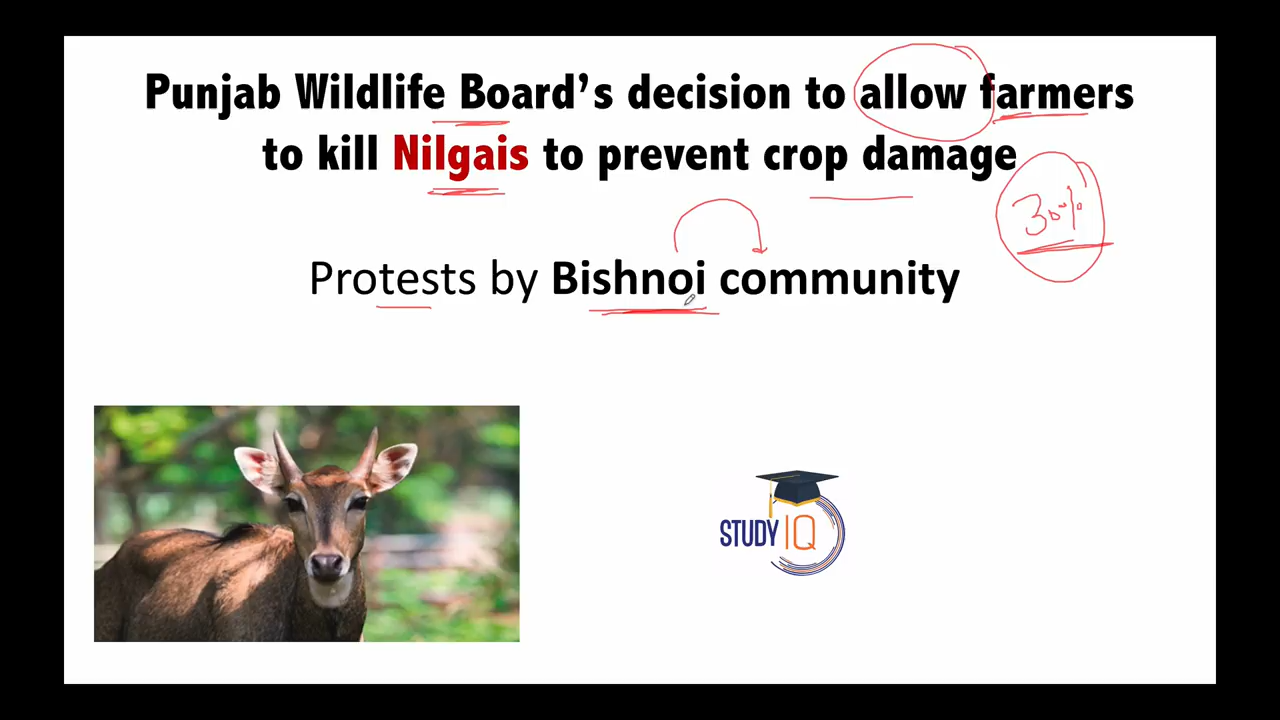 Punjab Wildlife Board's decision to allow farmers
to kill Nilgais to prevent crop damage
30%
Protests by Bishnoi community
STUDY IQ